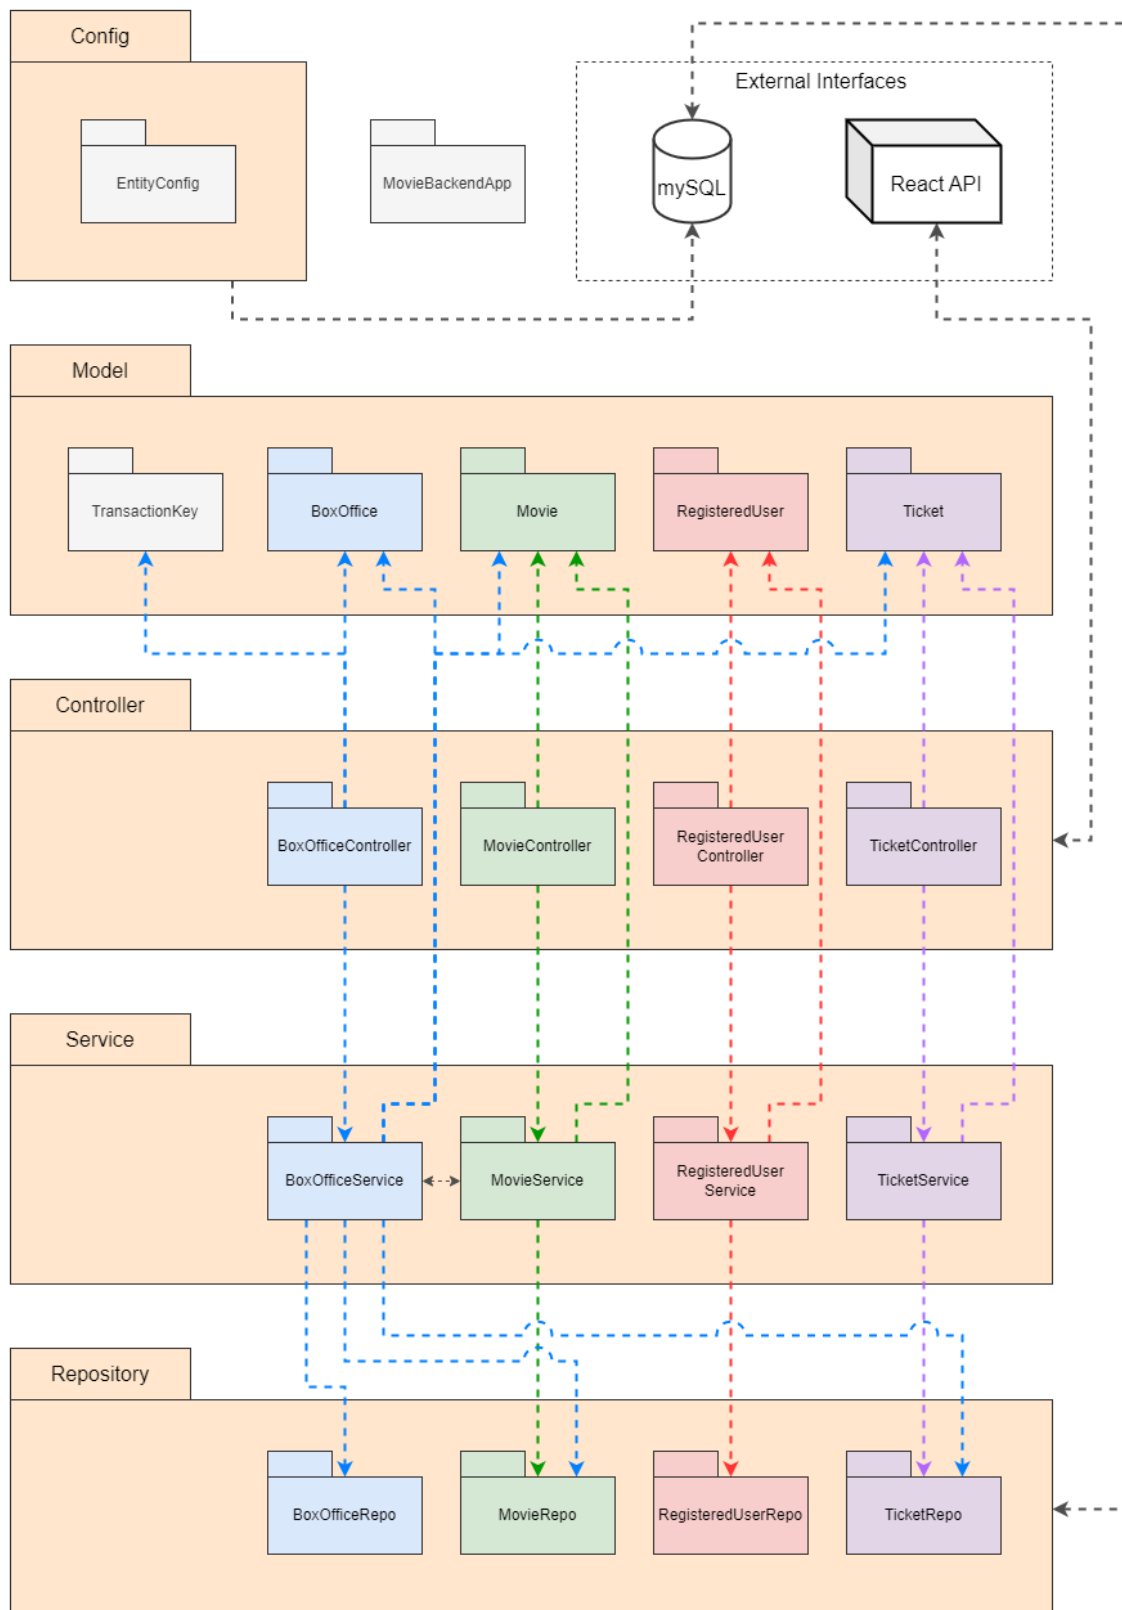 Config
External Interfaces
EntityConfig
MovieBackendApp
mySQL
React API
Model
TransactionKey
BoxOffice
Movie
RegisteredUser
Ticket
Controller
BoxOfficeController
MovieController
RegisteredUser
Controller
TicketController
Service
BoxOfficeService
MovieService
RegisteredUser
Service
TicketService
Repository
BoxOfficeRepo
MovieRepo
RegisteredUserRepo
TicketRepo